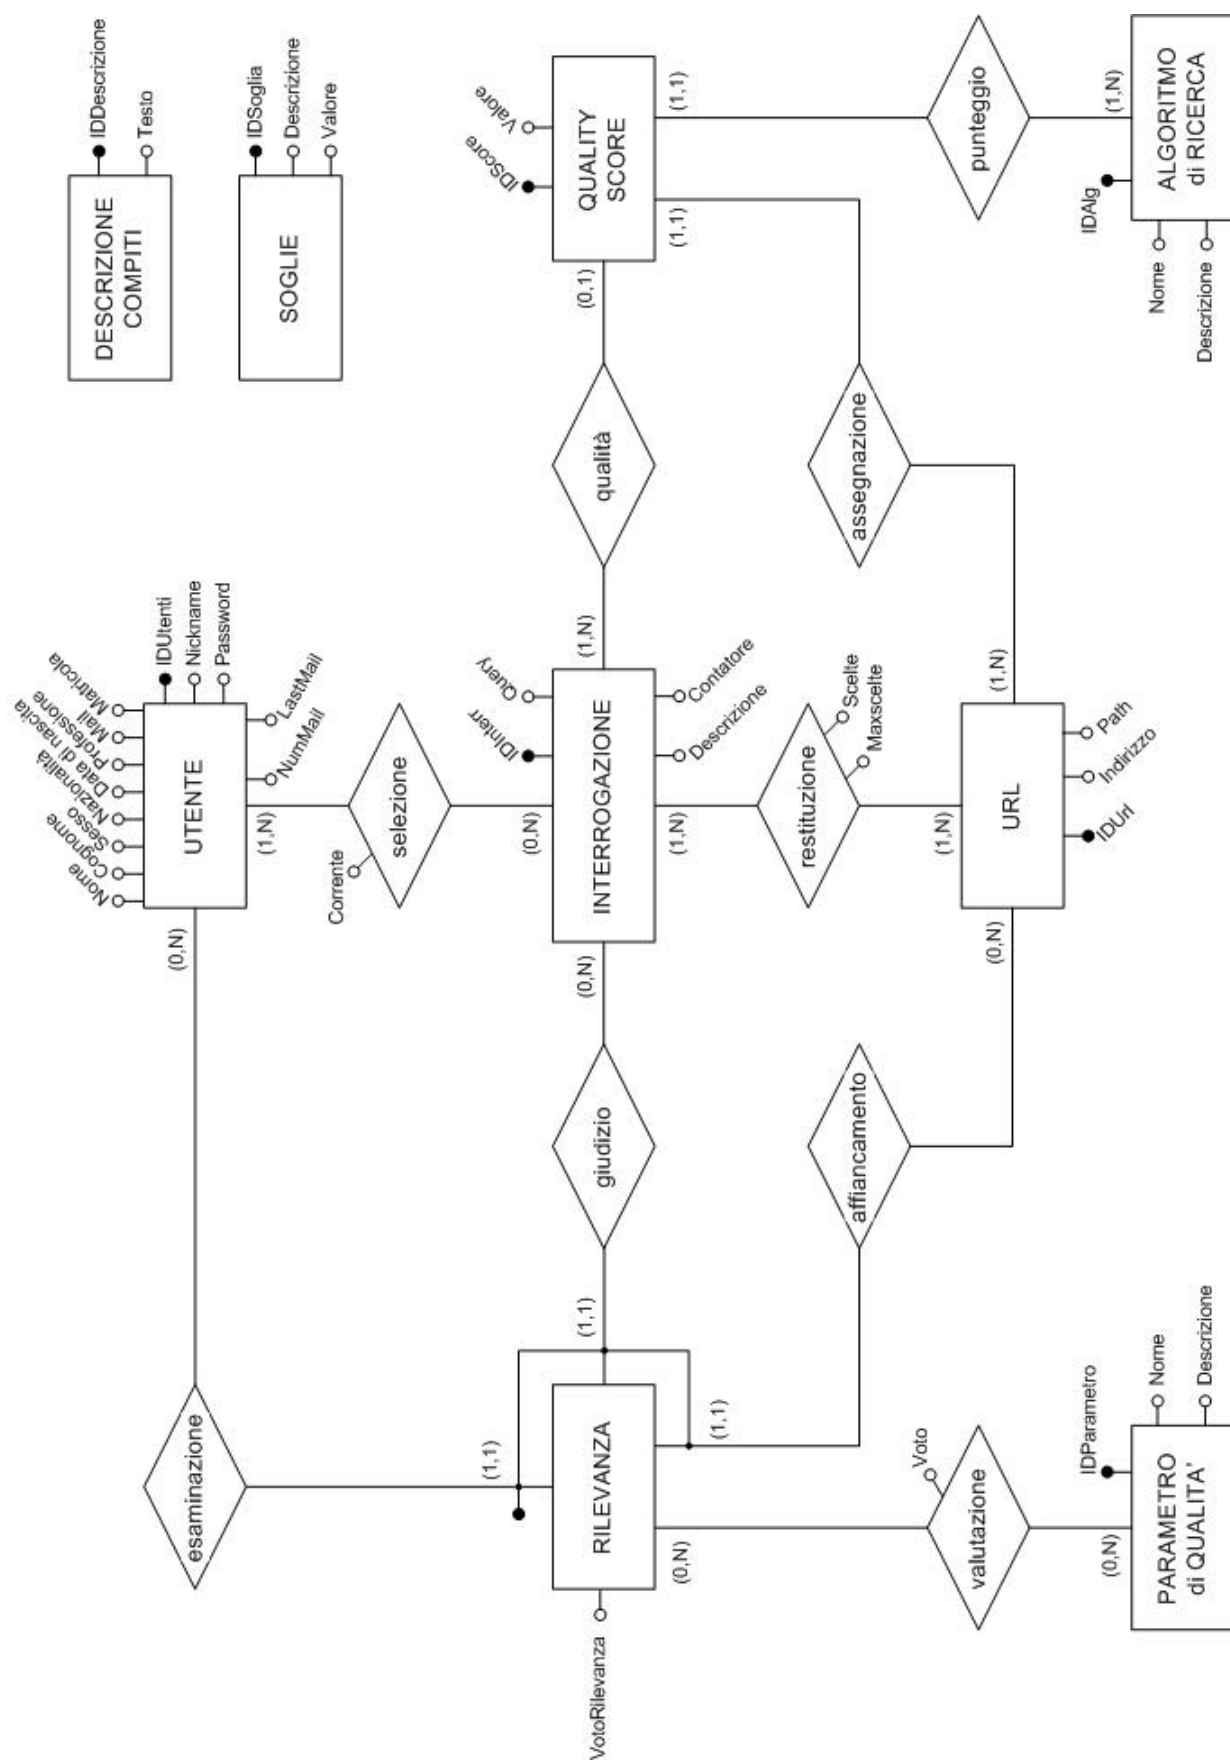 DESCRIZIONE
COMPITI
IDDescrizione
Testo
SOGLIE
IDSoglia
Descrizione
Valore
UTENTE
Nome
Cognome
Sesso
Nazionalità
Data di nascita
Professione
Mail
Matricola
IDUtenti
Nickname
Password
LastMail
NumMail
(0,N)
(1,N)
esaminazione
(1,1)
Corrente
selezione
(0,N)
VotoRilevanza
RILEVANZA
(1,1)
giudizio
(0,N)
INTERROGAZIONE
IDInterr
Query
Descrizione
Contatore
(1,N)
qualità
(0,1)
QUALITY
SCORE
IDScore
Valore
(0,N)
(1,1)
(1,N)
(1,1)
(1,1)
restituzione
Maxscelte
Scelte
affiancamento
assegnazione
Voto
valutazione
(0,N)
(1,N)
(0,N)
(1,N)
URL
IDUrl
Indirizzo
Path
punteggio
(1,N)
PARAMETRO
di QUALITA'
IDParametro
Nome
Descrizione
ALGORITMO
di RICERCA
IDAlg
Nome
Descrizione